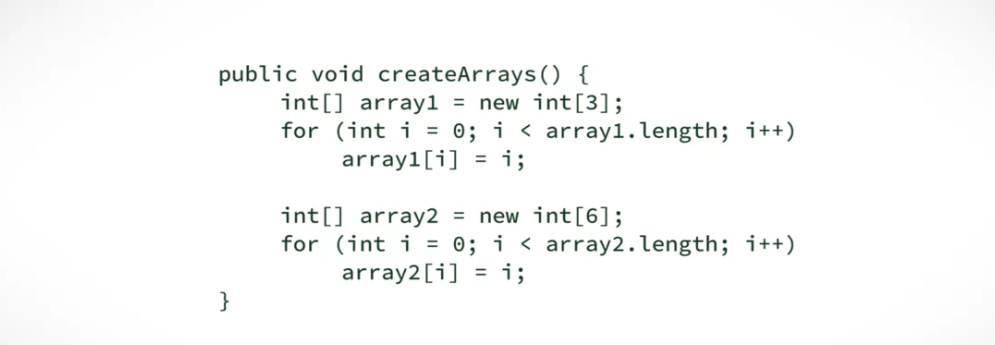 public void createArrays() {
int[] array1 = new int[3];
for (int i = 0; i < array1.length; i++)
array1[i] = i;
int[] array2 = new int[6];
for (int i = 0; i < array2.length; i++)
array2[i] = i;
}